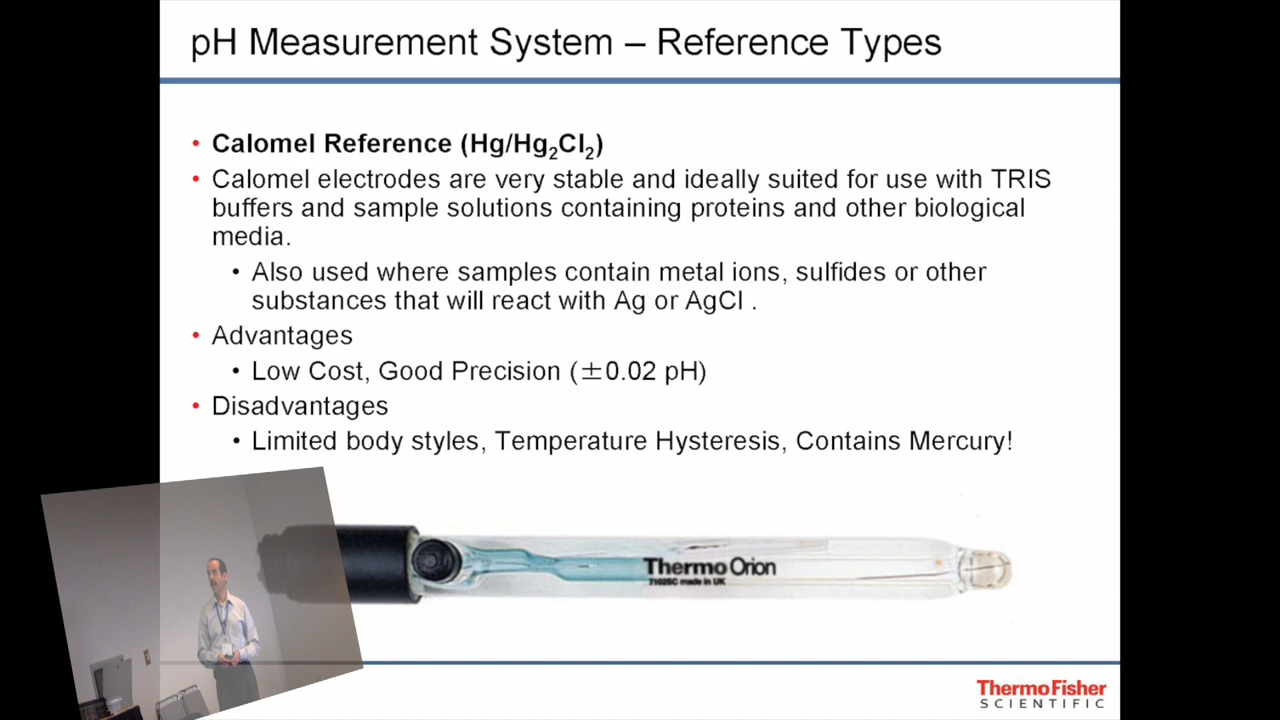 pH Measurement System – Reference Types
• Calomel Reference (Hg/Hg₂Cl₂)
• Calomel electrodes are very stable and ideally suited for use with TRIS
buffers and sample solutions containing proteins and other biological
media.
• Also used where samples contain metal ions, sulfides or other
substances that will react with Ag or AgCl .
• Advantages
• Low Cost, Good Precision (±0.02 pH)
• Disadvantages
• Limited body styles, Temperature Hysteresis, Contains Mercury!
Thermo Orion
7102SC made in UK
ThermoFisher
SCIENTIFIC